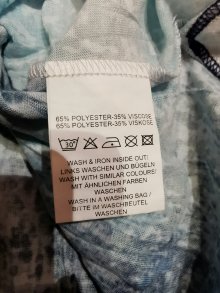 65% POLYESTER-35% VISCOSE
65% POLYESTER-35% VISKOSE
30°
WASH & IRON INSIDE OUT/
LINKS WASCHEN UND BÜGELN
WASH WITH SIMILAR COLOURS/
MIT ÄHNLICHEN FARBEN
WASCHEN
WASH IN A WASHING BAG/
BITTE IM WASCHBEUTEL
WASCHEN